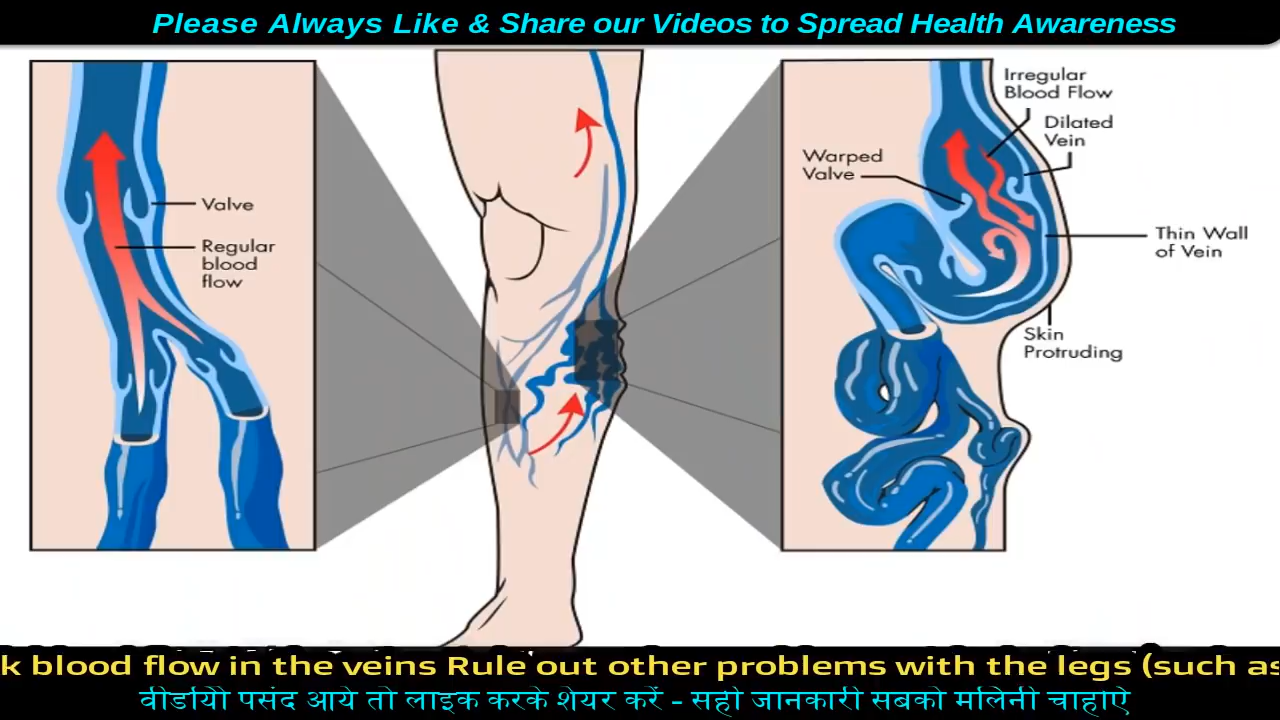 Please Always Like & Share our Videos to Spread Health Awareness
Valve
Regular
blood
flow
Irregular
Blood Flow
Dilated
Vein
Warped
Valve
Thin Wall
of Vein
Skin
Protruding
k blood flow in the veins Rule out other problems with the legs (such as
वीडयिो पसंद आये तो लाइक करके शेयर करें - सही जानकारी सबको मलिनी चाहिए